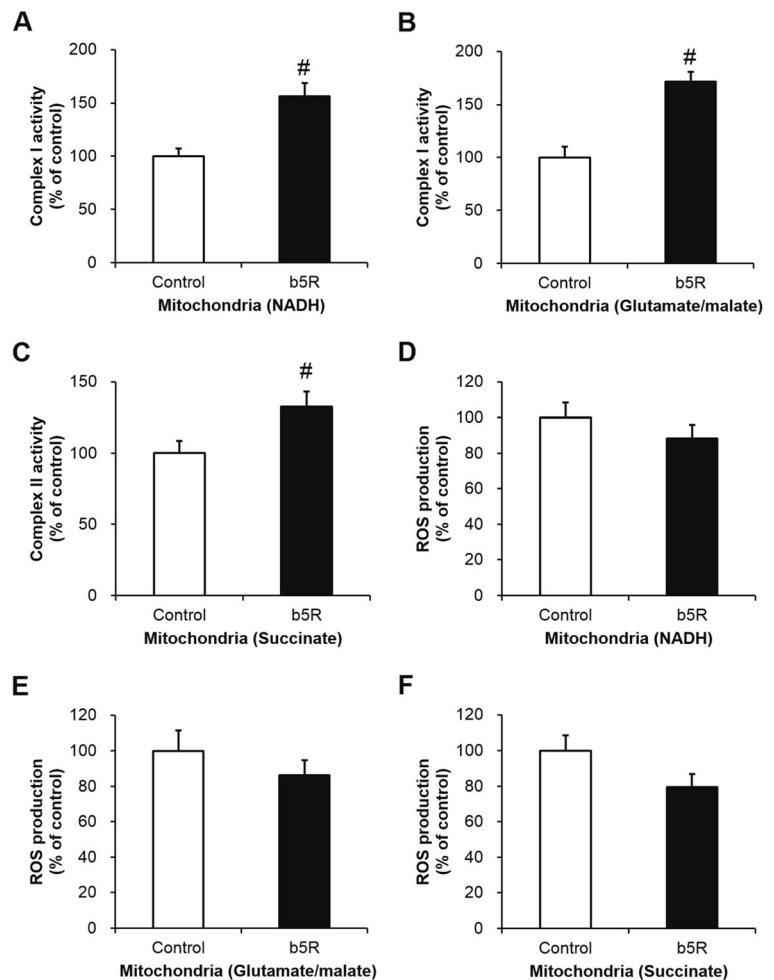 A
Complex I activity
(% of control)
200
150
100
50
0
#
Control
b5R
Mitochondria (NADH)
B
Complex I activity
(% of control)
200
150
100
50
0
#
Control
b5R
Mitochondria (Glutamate/malate)
C
Complex II activity
(% of control)
150
100
50
0
#
Control
b5R
Mitochondria (Succinate)
D
ROS production
(% of control)
120
100
80
60
40
20
0
Control
b5R
Mitochondria (NADH)
E
ROS production
(% of control)
120
100
80
60
40
20
0
Control
b5R
Mitochondria (Glutamate/malate)
F
ROS production
(% of control)
120
100
80
60
40
20
0
Control
b5R
Mitochondria (Succinate)